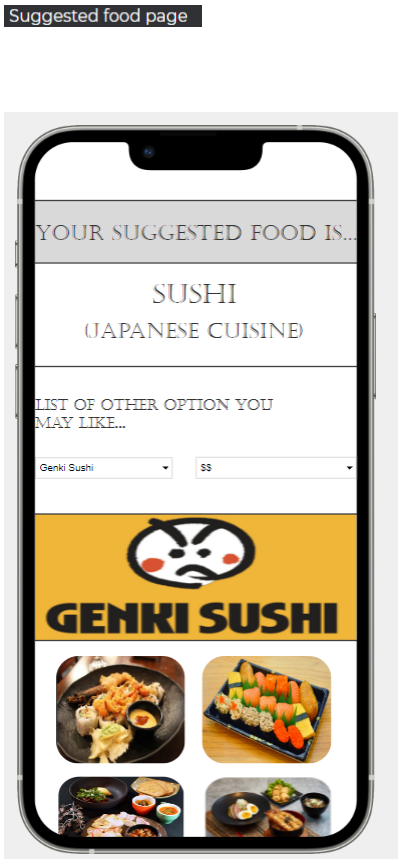 Suggested food page
YOUR SUGGESTED FOOD IS...
SUSHI
(JAPANESE CUISINE)
LIST OF OTHER OPTION YOU
MAY LIKE...
Genki Sushi
$$
GENKI SUSHI